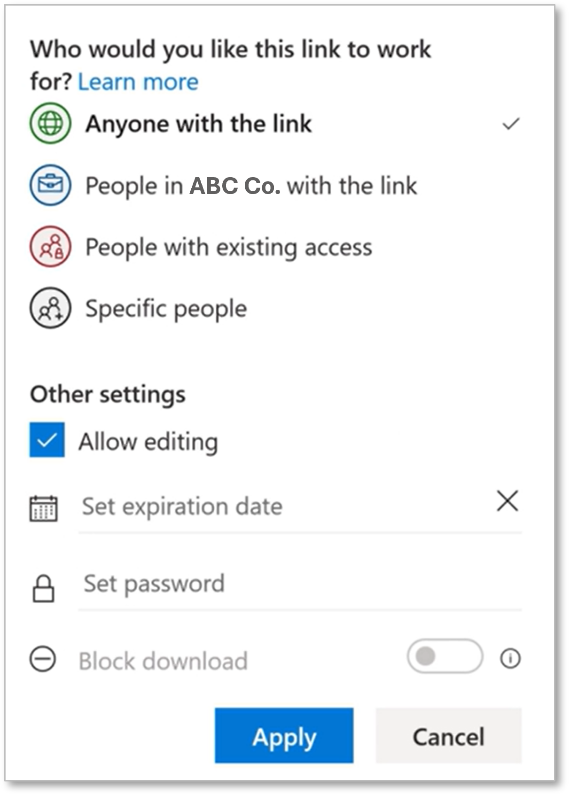 Who would you like this link to work
for? Learn more
Anyone with the link
People in ABC Co. with the link
People with existing access
Specific people
Other settings
Allow editing
Set expiration date
Set password
Block download
Apply
Cancel